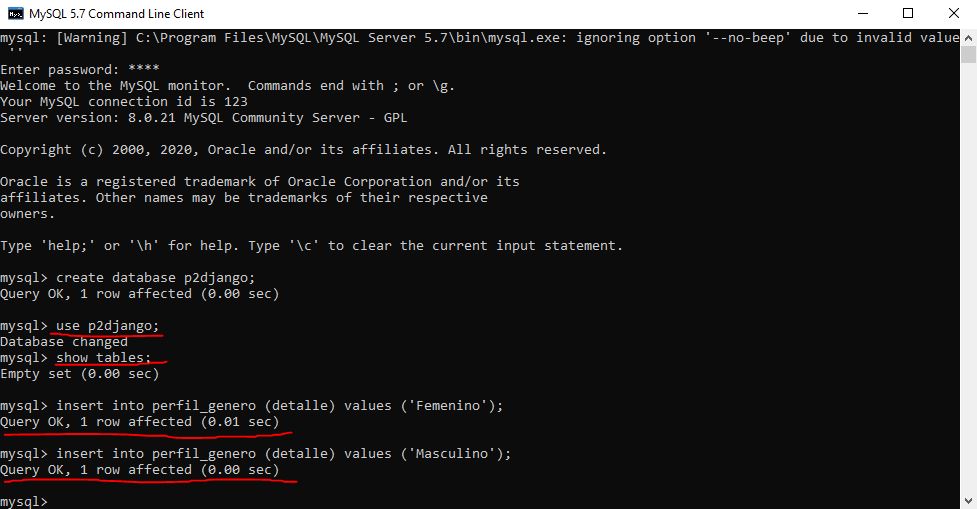 MySQL 5.7 Command Line Client
mysql: [Warning] C:\Program Files\MySQL\MySQL Server 5.7\bin\mysql.exe: ignoring option '--no-beep' due to invalid value
 ''
Enter password: ****
Welcome to the MySQL monitor.  Commands end with ; or \g.
Your MySQL connection id is 123
Server version: 8.0.21 MySQL Community Server - GPL
Copyright (c) 2000, 2020, Oracle and/or its affiliates. All rights reserved.
Oracle is a registered trademark of Oracle Corporation and/or its
affiliates. Other names may be trademarks of their respective
owners.
Type 'help;' or '\h' for help. Type '\c' to clear the current input statement.
mysql> create database p2django;
Query OK, 1 row affected (0.00 sec)
mysql> use p2django;
Database changed
mysql> show tables;
Empty set (0.00 sec)
mysql> insert into perfil_genero (detalle) values ('Femenino');
Query OK, 1 row affected (0.01 sec)
mysql> insert into perfil_genero (detalle) values ('Masculino');
Query OK, 1 row affected (0.00 sec)
mysql>